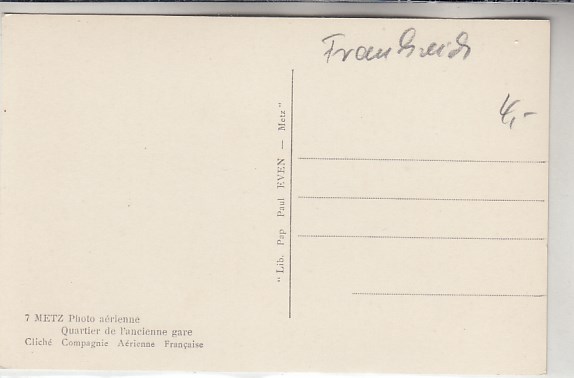 Frankreich
4,-
" Lib. Pap Paul EVEN — Metz "
7 METZ Photo aérienne
Quartier de l'ancienne gare
Cliché Compagnie Aérienne Française